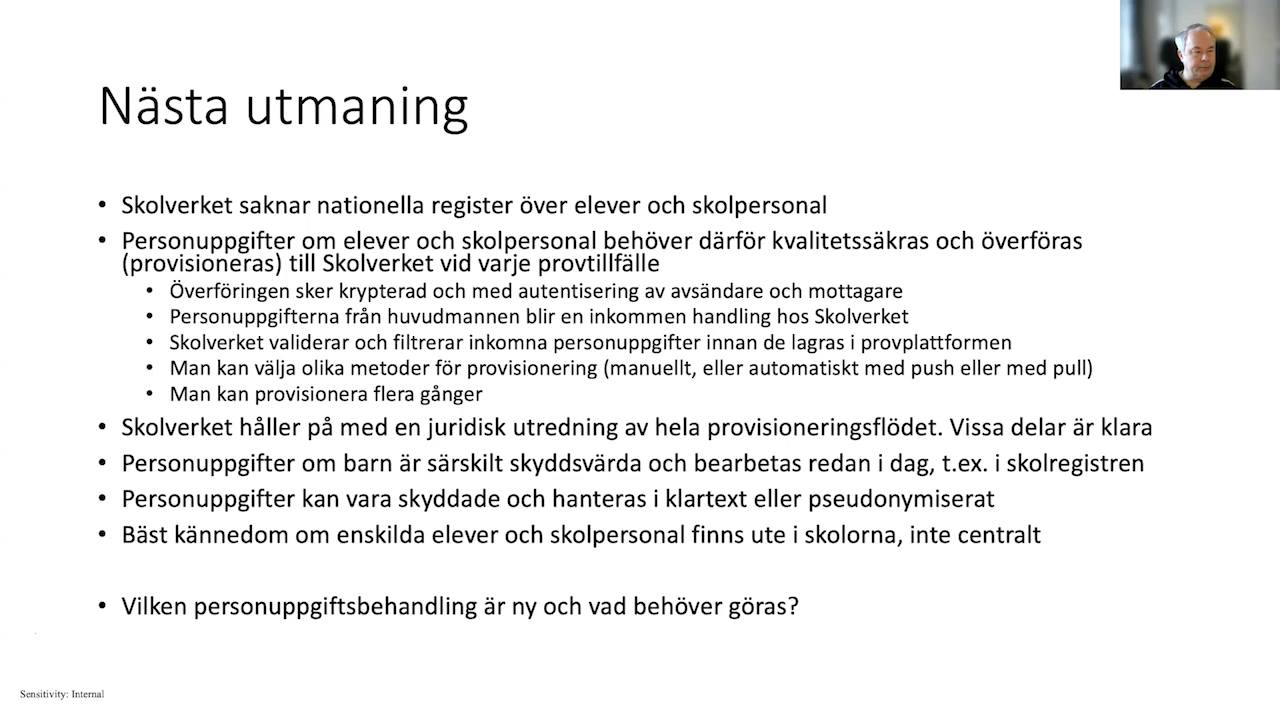 Nästa utmaning
• Skolverket saknar nationella register över elever och skolpersonal
• Personuppgifter om elever och skolpersonal behöver därför kvalitetssäkras och överföras
(provisioneras) till Skolverket vid varje provtillfälle
• Överföringen sker krypterad och med autentisering av avsändare och mottagare
• Personuppgifterna från huvudmannen blir en inkommen handling hos Skolverket
• Skolverket validerar och filtrerar inkomna personuppgifter innan de lagras i provplattformen
• Man kan välja olika metoder för provisionering (manuellt, eller automatiskt med push eller med pull)
• Man kan provisionera flera gånger
• Skolverket håller på med en juridisk utredning av hela provisioneringsflödet. Vissa delar är klara
• Personuppgifter om barn är särskilt skyddsvärda och bearbetas redan i dag, t.ex. i skolregistren
• Personuppgifter kan vara skyddade och hanteras i klartext eller pseudonymiserat
• Bäst kännedom om enskilda elever och skolpersonal finns ute i skolorna, inte centralt
• Vilken personuppgiftsbehandling är ny och vad behöver göras?
Sensitivity: Internal